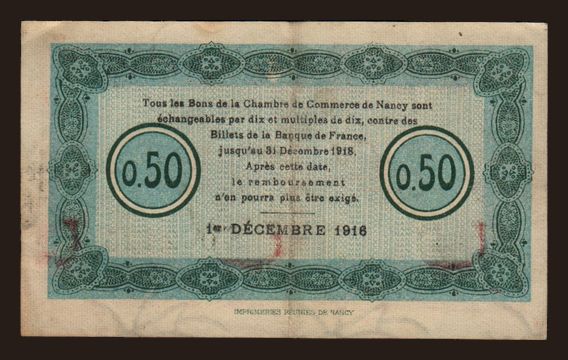 Tous les Bons de la Chambre de Commerce de Nancy sont
échangeables par dix et multiples de dix, contre des
Billets de la Banque de France,
jusqu'au 31 Décembre 1918.
Après cette date,
le remboursement
n'en pourra plus être exigé.
0.50
0.50
1er DÉCEMBRE 1916
IMPRIMERIES RÉUNIES DE NANCY